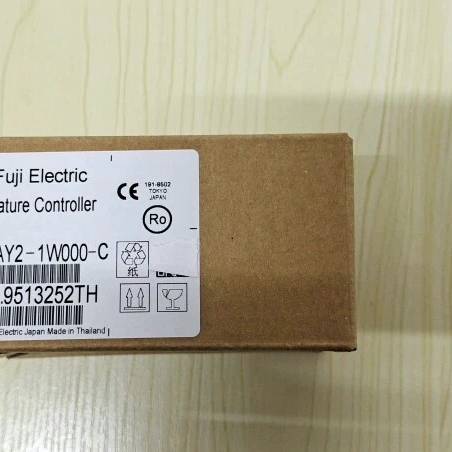 Fuji Electric
ature Controller
CE
191-8502
TOKYO
JAPAN
Ro
AY2-1W000-C
紙
.9513252TH
Electric Japan Made in Thailand